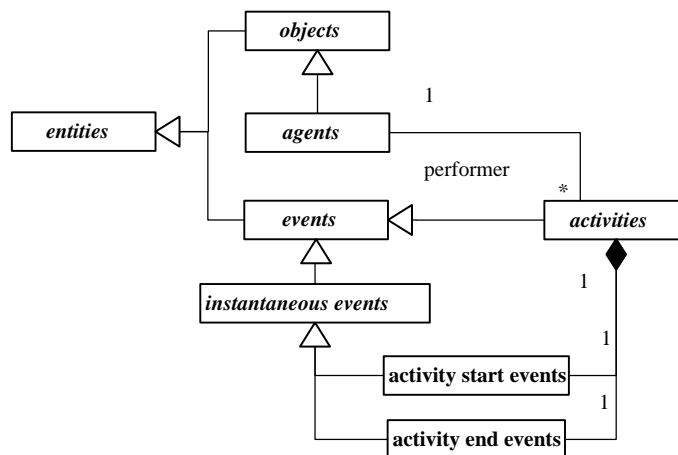 objects
1
entities
agents
performer
*
events
activities
1
instantaneous events
1
activity start events
1
activity end events